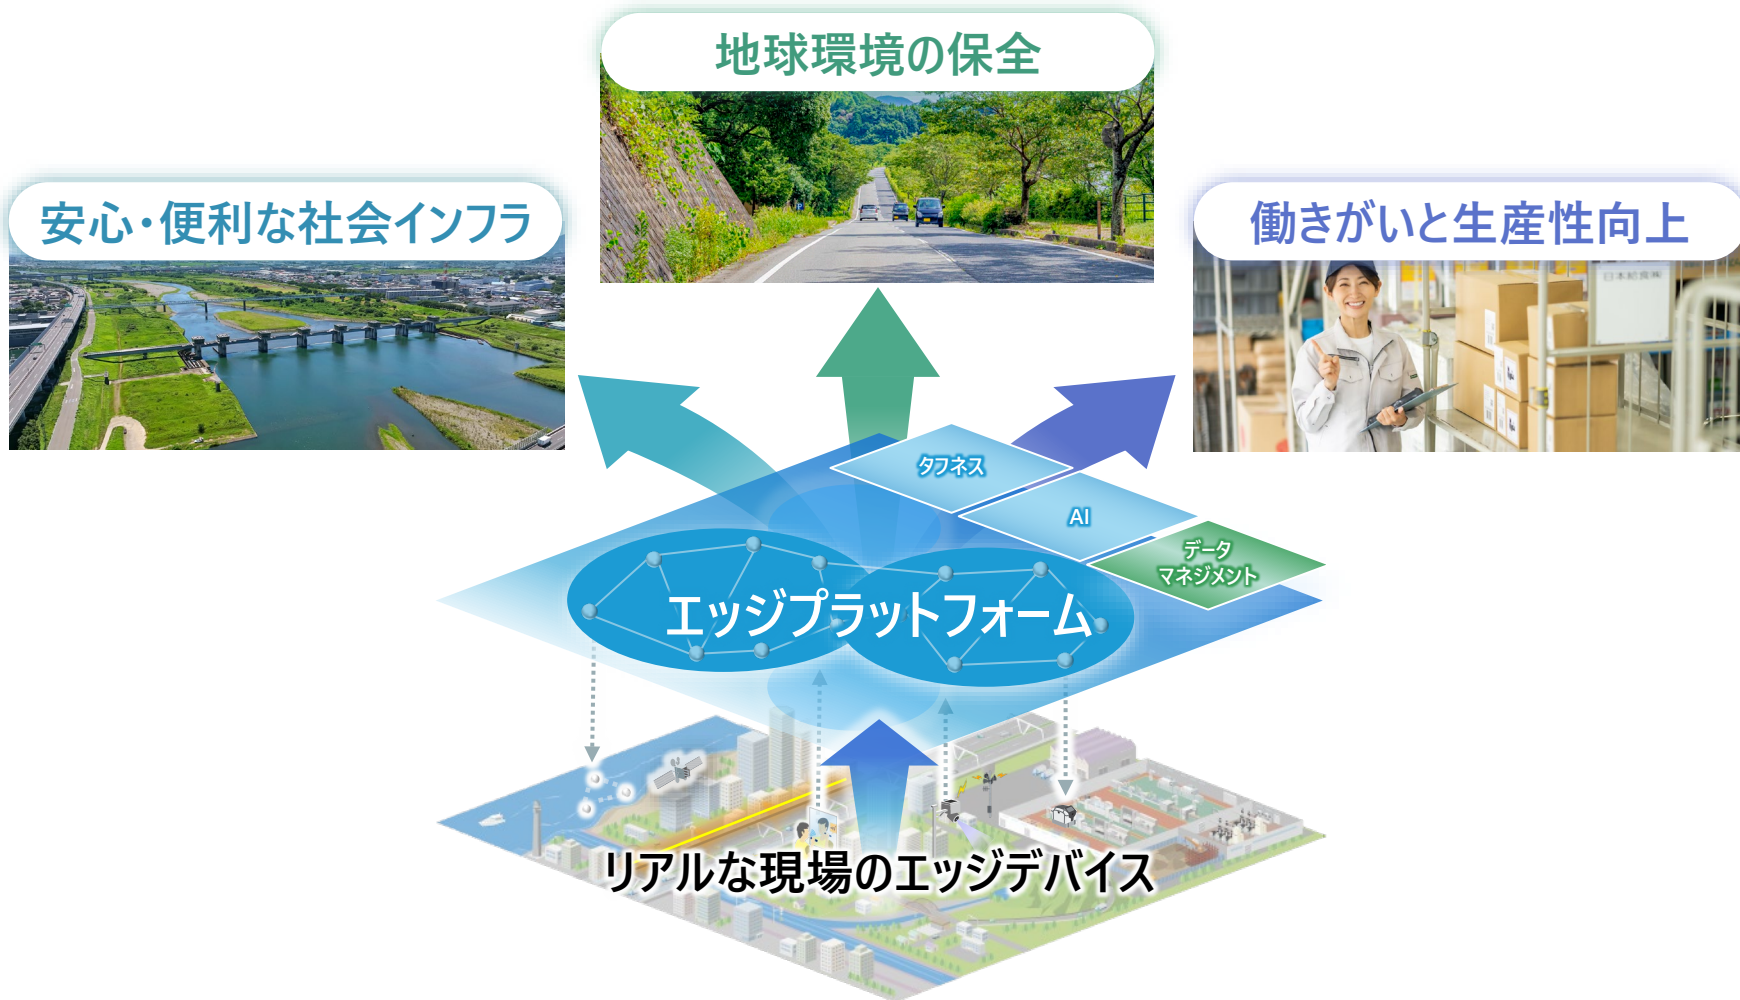 地球環境の保全
安心・便利な社会インフラ
働きがいと生産性向上
タフネス
AI
データ
マネジメント
エッジプラットフォーム
リアルな現場のエッジデバイス